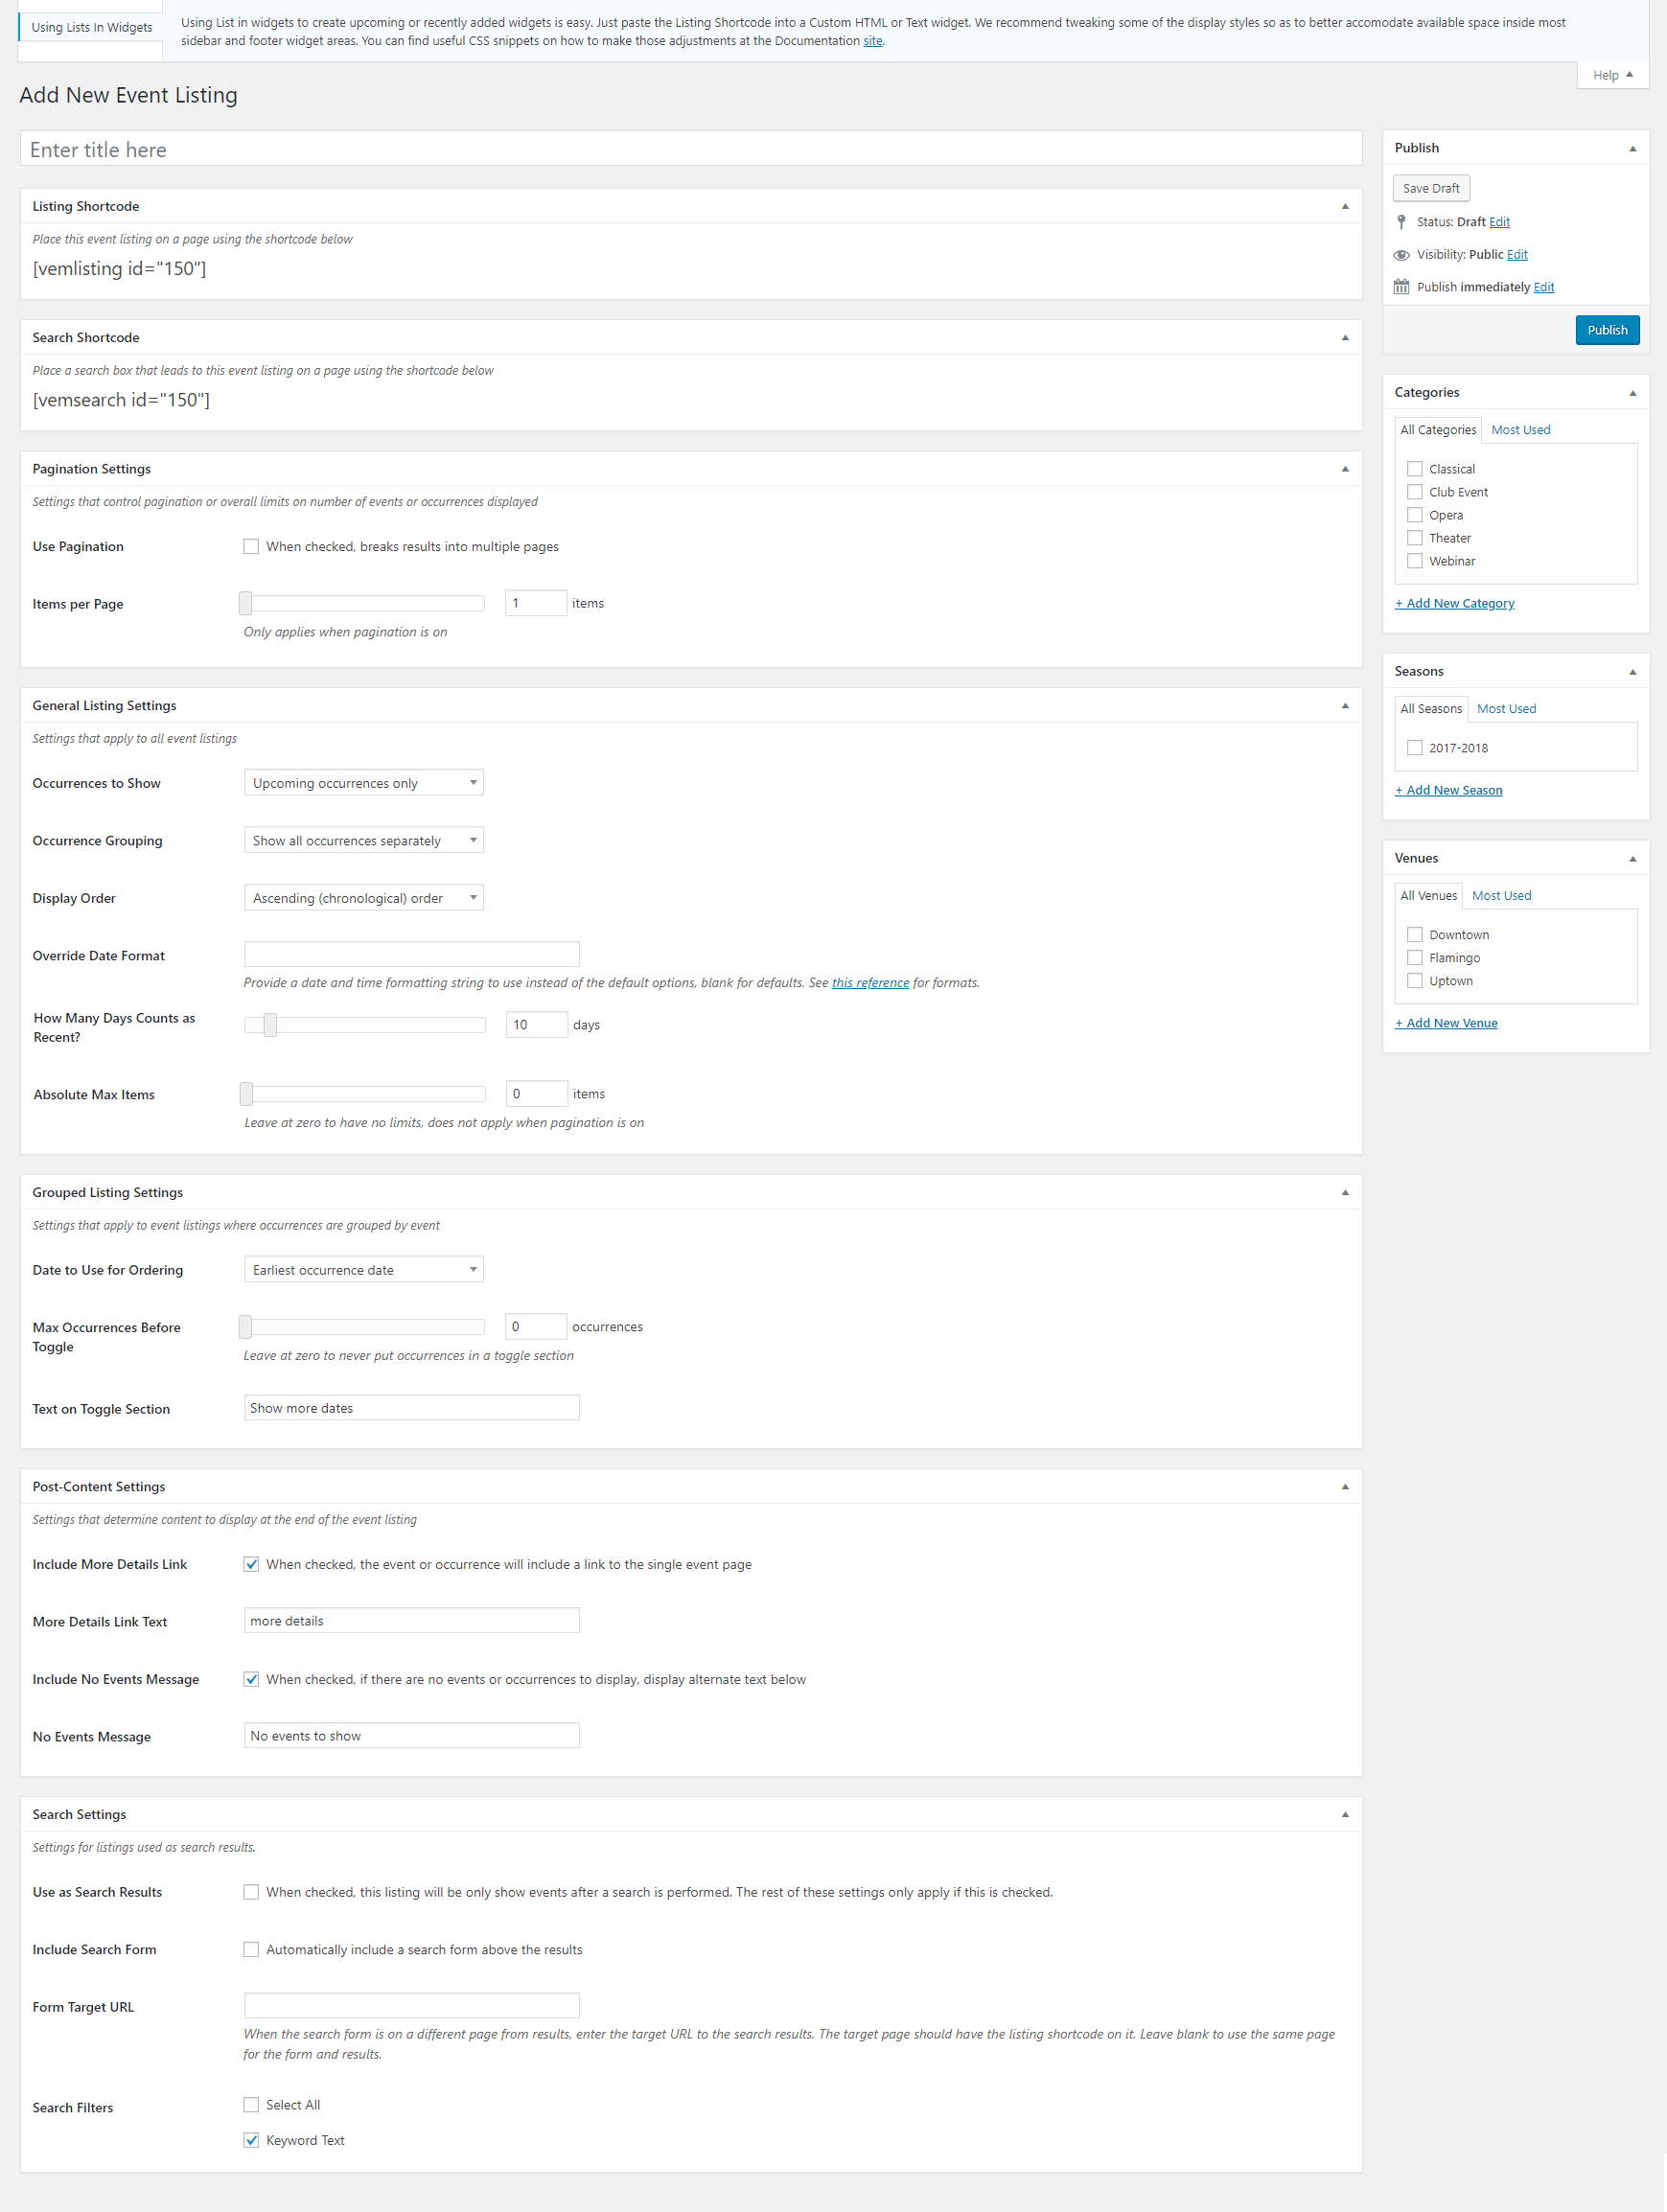 Using Lists In Widgets
Using List in widgets to create upcoming or recently added widgets is easy. Just paste the Listing Shortcode into a Custom HTML or Text widget. We recommend tweaking some of the display styles so as to better accomodate available space inside most
sidebar and footer widget areas. You can find useful CSS snippets on how to make those adjustments at the Documentation site.
Help
Add New Event Listing
Enter title here
Listing Shortcode
Place this event listing on a page using the shortcode below
[vemlisting id="150"]
Search Shortcode
Place a search box that leads to this event listing on a page using the shortcode below
[vemsearch id="150"]
Pagination Settings
Settings that control pagination or overall limits on number of events or occurrences displayed
Use Pagination
When checked, breaks results into multiple pages
Items per Page
1 items
Only applies when pagination is on
General Listing Settings
Settings that apply to all event listings
Occurrences to Show
Upcoming occurrences only
Occurrence Grouping
Show all occurrences separately
Display Order
Ascending (chronological) order
Override Date Format
Provide a date and time formatting string to use instead of the default options, blank for defaults. See this reference for formats.
How Many Days Counts as
Recent?
10 days
Absolute Max Items
0 items
Leave at zero to have no limits, does not apply when pagination is on
Grouped Listing Settings
Settings that apply to event listings where occurrences are grouped by event
Date to Use for Ordering
Earliest occurrence date
Max Occurrences Before
Toggle
0 occurrences
Leave at zero to never put occurrences in a toggle section
Text on Toggle Section
Show more dates
Post-Content Settings
Settings that determine content to display at the end of the event listing
Include More Details Link
When checked, the event or occurrence will include a link to the single event page
More Details Link Text
more details
Include No Events Message
When checked, if there are no events or occurrences to display, display alternate text below
No Events Message
No events to show
Search Settings
Settings for listings used as search results.
Use as Search Results
When checked, this listing will be only show events after a search is performed. The rest of these settings only apply if this is checked.
Include Search Form
Automatically include a search form above the results
Form Target URL
When the search form is on a different page from results, enter the target URL to the search results. The target page should have the listing shortcode on it. Leave blank to use the same page
for the form and results.
Search Filters
Select All
Keyword Text
Publish
Save Draft
Status: Draft Edit
Visibility: Public Edit
Publish immediately Edit
Publish
Categories
All Categories
Most Used
Classical
Club Event
Opera
Theater
Webinar
+ Add New Category
Seasons
All Seasons
Most Used
2017-2018
+ Add New Season
Venues
All Venues
Most Used
Downtown
Flamingo
Uptown
+ Add New Venue